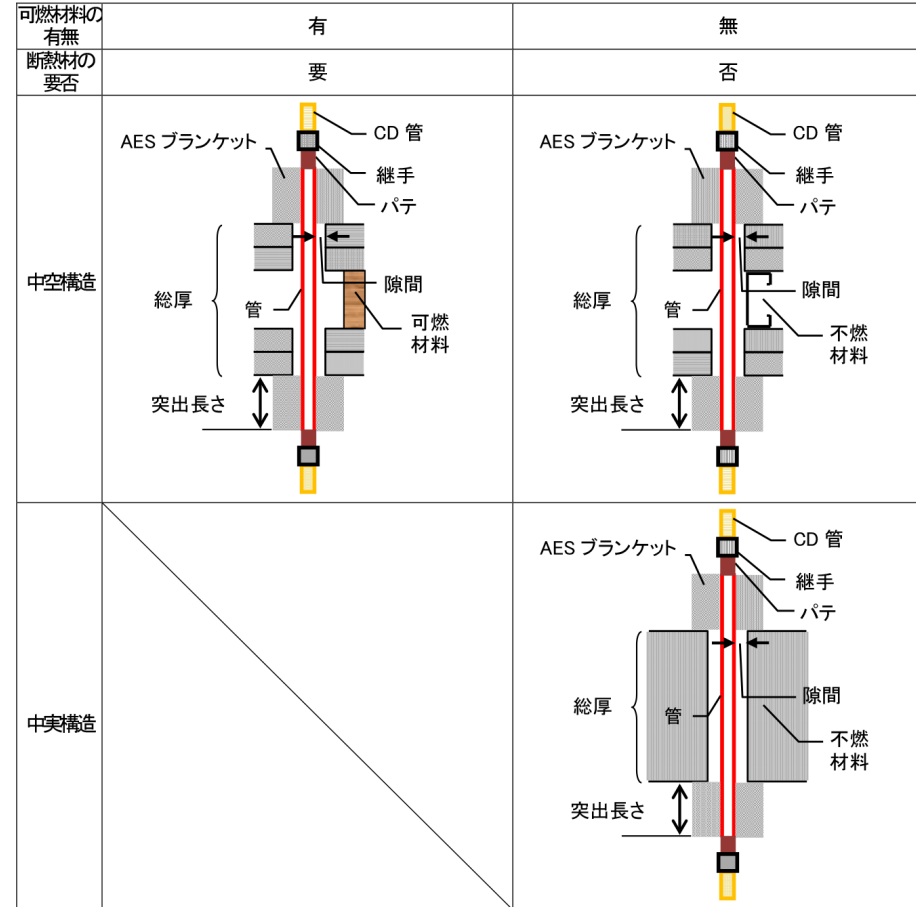 可燃材料の
有無
有
無
断熱材の
要否
要
否
中空構造
CD 管
AES ブランケット
継手
パテ
総厚
管
隙間
可燃
材料
突出長さ
CD 管
AES ブランケット
継手
パテ
総厚
管
隙間
不燃
材料
突出長さ
中実構造
CD 管
AES ブランケット
継手
パテ
総厚
管
隙間
不燃
材料
突出長さ